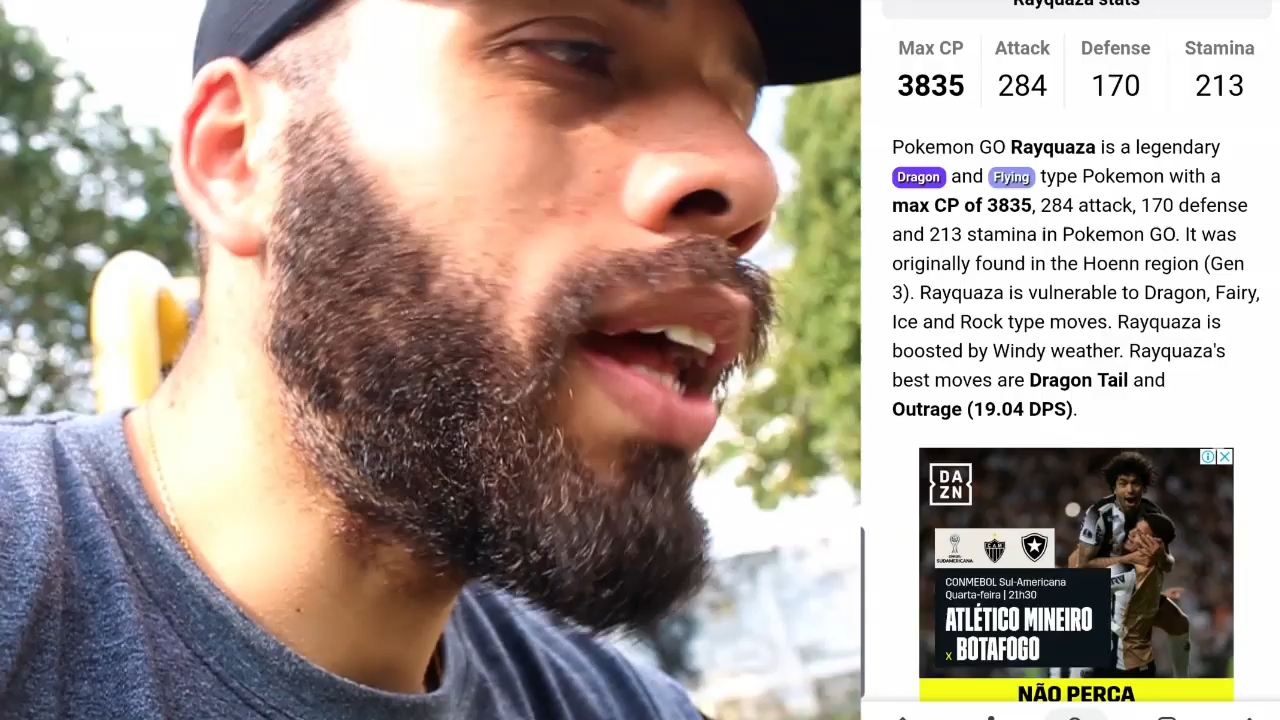 Rayquaza stats
Max CP Attack Defense Stamina
3835 284 170 213
Pokemon GO Rayquaza is a legendary
Dragon and Flying type Pokemon with a
max CP of 3835, 284 attack, 170 defense
and 213 stamina in Pokemon GO. It was
originally found in the Hoenn region (Gen
3). Rayquaza is vulnerable to Dragon, Fairy,
Ice and Rock type moves. Rayquaza is
boosted by Windy weather. Rayquaza's
best moves are Dragon Tail and
Outrage (19.04 DPS).
DA
ZN
SUDAMERICANA
CAM
CONMEBOL Sul-Americana
Quarta-feira | 21h30
ATLÉTICO MINEIRO
x BOTAFOGO
NÃO PERCA